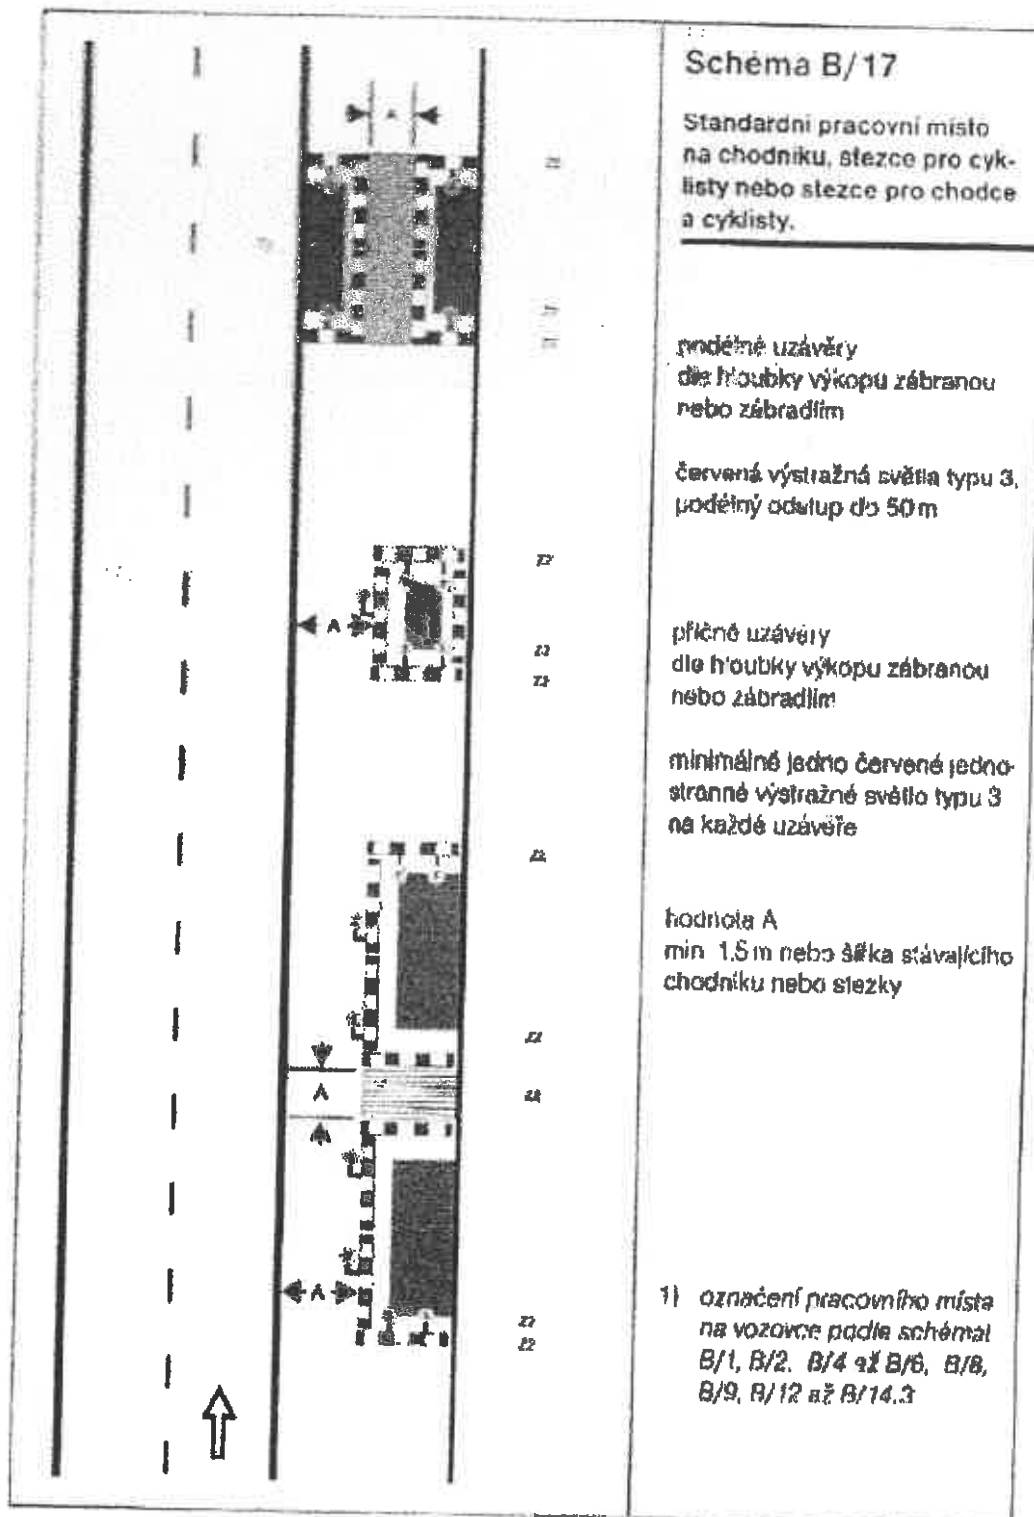 Schéma B/17
Standardní pracovní místo
na chodníku, stezce pro cyk-
listy nebo stezce pro chodce
a cyklisty.
podélné uzávěry
dle hloubky výkopu zábranou
nebo zábradlím
červená výstražná světla typu 3,
podélný odstup do 50 m
příčné uzávěry
dle hloubky výkopu zábranou
nebo zábradlím
minimálně jedno červené jedno-
stranné výstražné světlo typu 3
na každé uzávěře
hodnota A
min. 1,5 m nebo šířka stávajícího
chodníku nebo stezky
1) označení pracovního místa
na vozovce podle schémat
B/1, B/2, B/4 až B/6, B/8,
B/9, B/12 až B/14.3
A
A
A
A